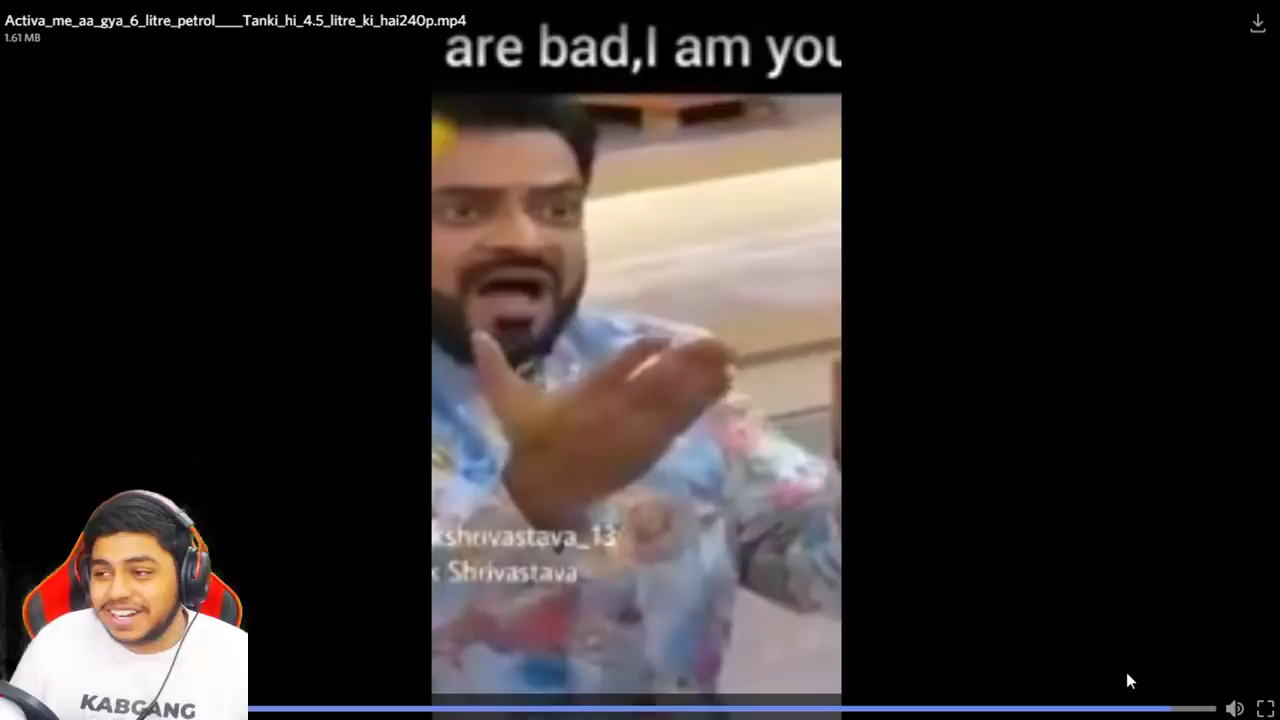 Activa_me_aa_gya_6_litre_petrol____Tanki_hi_4.5_litre_ki_hai240p.mp4
1.61 MB
are bad,I am you
kshrivastava_13
k Shrivastava
KABGANG